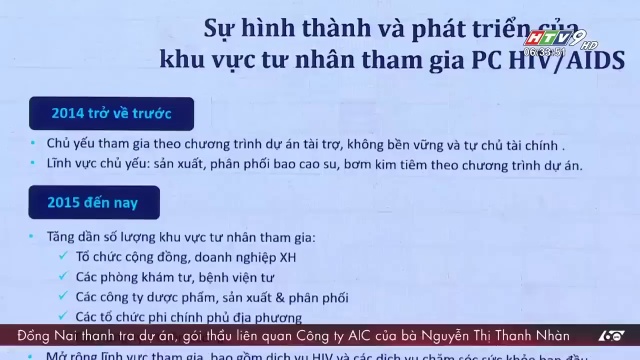 Sự hình thành và phát triển của
khu vực tư nhân tham gia PC HIV/AIDS
HTV9 HD
06:33:51
2014 trở về trước
• Chủ yếu tham gia theo chương trình dự án tài trợ, không bền vững và tự chủ tài chính .
• Lĩnh vực chủ yếu: sản xuất, phân phối bao cao su, bơm kim tiêm theo chương trình dự án.
2015 đến nay
• Tăng dần số lượng khu vực tư nhân tham gia:
✓ Tổ chức cộng đồng, doanh nghiệp XH
✓ Các phòng khám tư, bệnh viện tư
✓ Các công ty dược phẩm, sản xuất & phân phối
✓ Các tổ chức phi chính phủ địa phương
Đồng Nai thanh tra dự án, gói thầu liên quan Công ty AIC của bà Nguyễn Thị Thanh Nhàn
60
• Mở rộng lĩnh vực tham gia, bao gồm dịch vụ HIV và các dịch vụ chăm sóc sức khỏe ban đầu